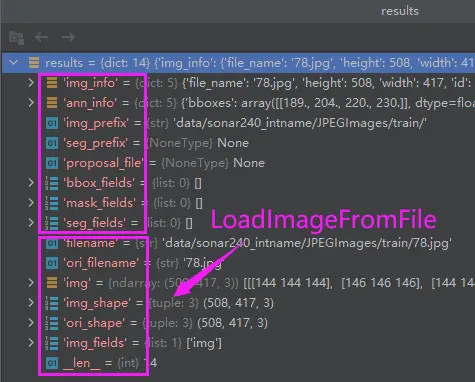 results
results = {dict: 14} {'img_info': {'file_name': '78.jpg', 'height': 508, 'width': 417
'img_info' = {dict: 5} {'file_name': '78.jpg', 'height': 508, 'width': 417, 'id':
'ann_info' = {dict: 5} {'bboxes': array([[189., 204., 220., 230.]], dtype=floa
'img_prefix' = {str} 'data/sonar240_intname/JPEGImages/train/'
'seg_prefix' = {NoneType} None
'proposal_file' = {NoneType} None
'bbox_fields' = {list: 0} []
'mask_fields' = {list: 0} []
'seg_fields' = {list: 0} []
LoadImageFromFile
'filename' = {str} 'data/sonar240_intname/JPEGImages/train/78.jpg'
'ori_filename' = {str} '78.jpg'
'img' = {ndarray: (508, 417, 3)} [[[144 144 144], [146 146 146], [144
'img_shape' = {tuple: 3} (508, 417, 3)
'ori_shape' = {tuple: 3} (508, 417, 3)
'img_fields' = {list: 1} ['img']
__len__ = {int} 14